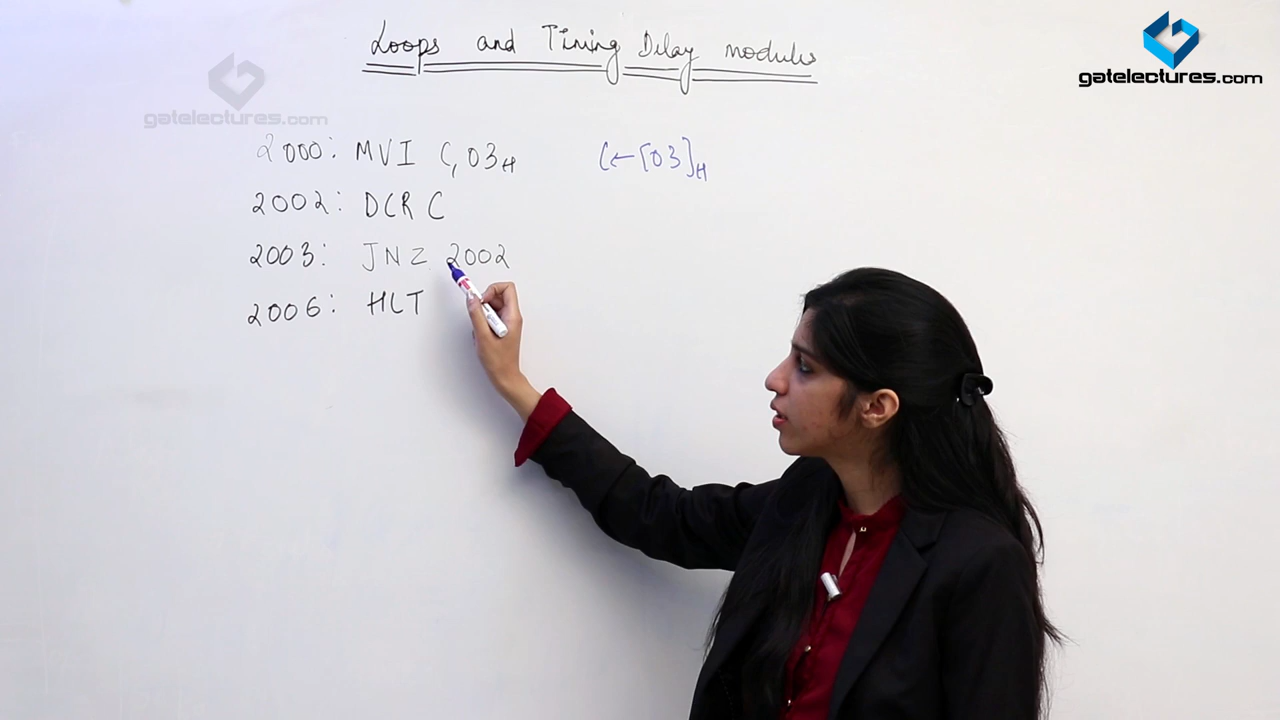 Loops and Timing Delay modules
gatelectures.com
gatelectures.com
2000: MVI C, 03H C←[03]H
2002: DCR C
2003: JNZ 2002
2006: HLT